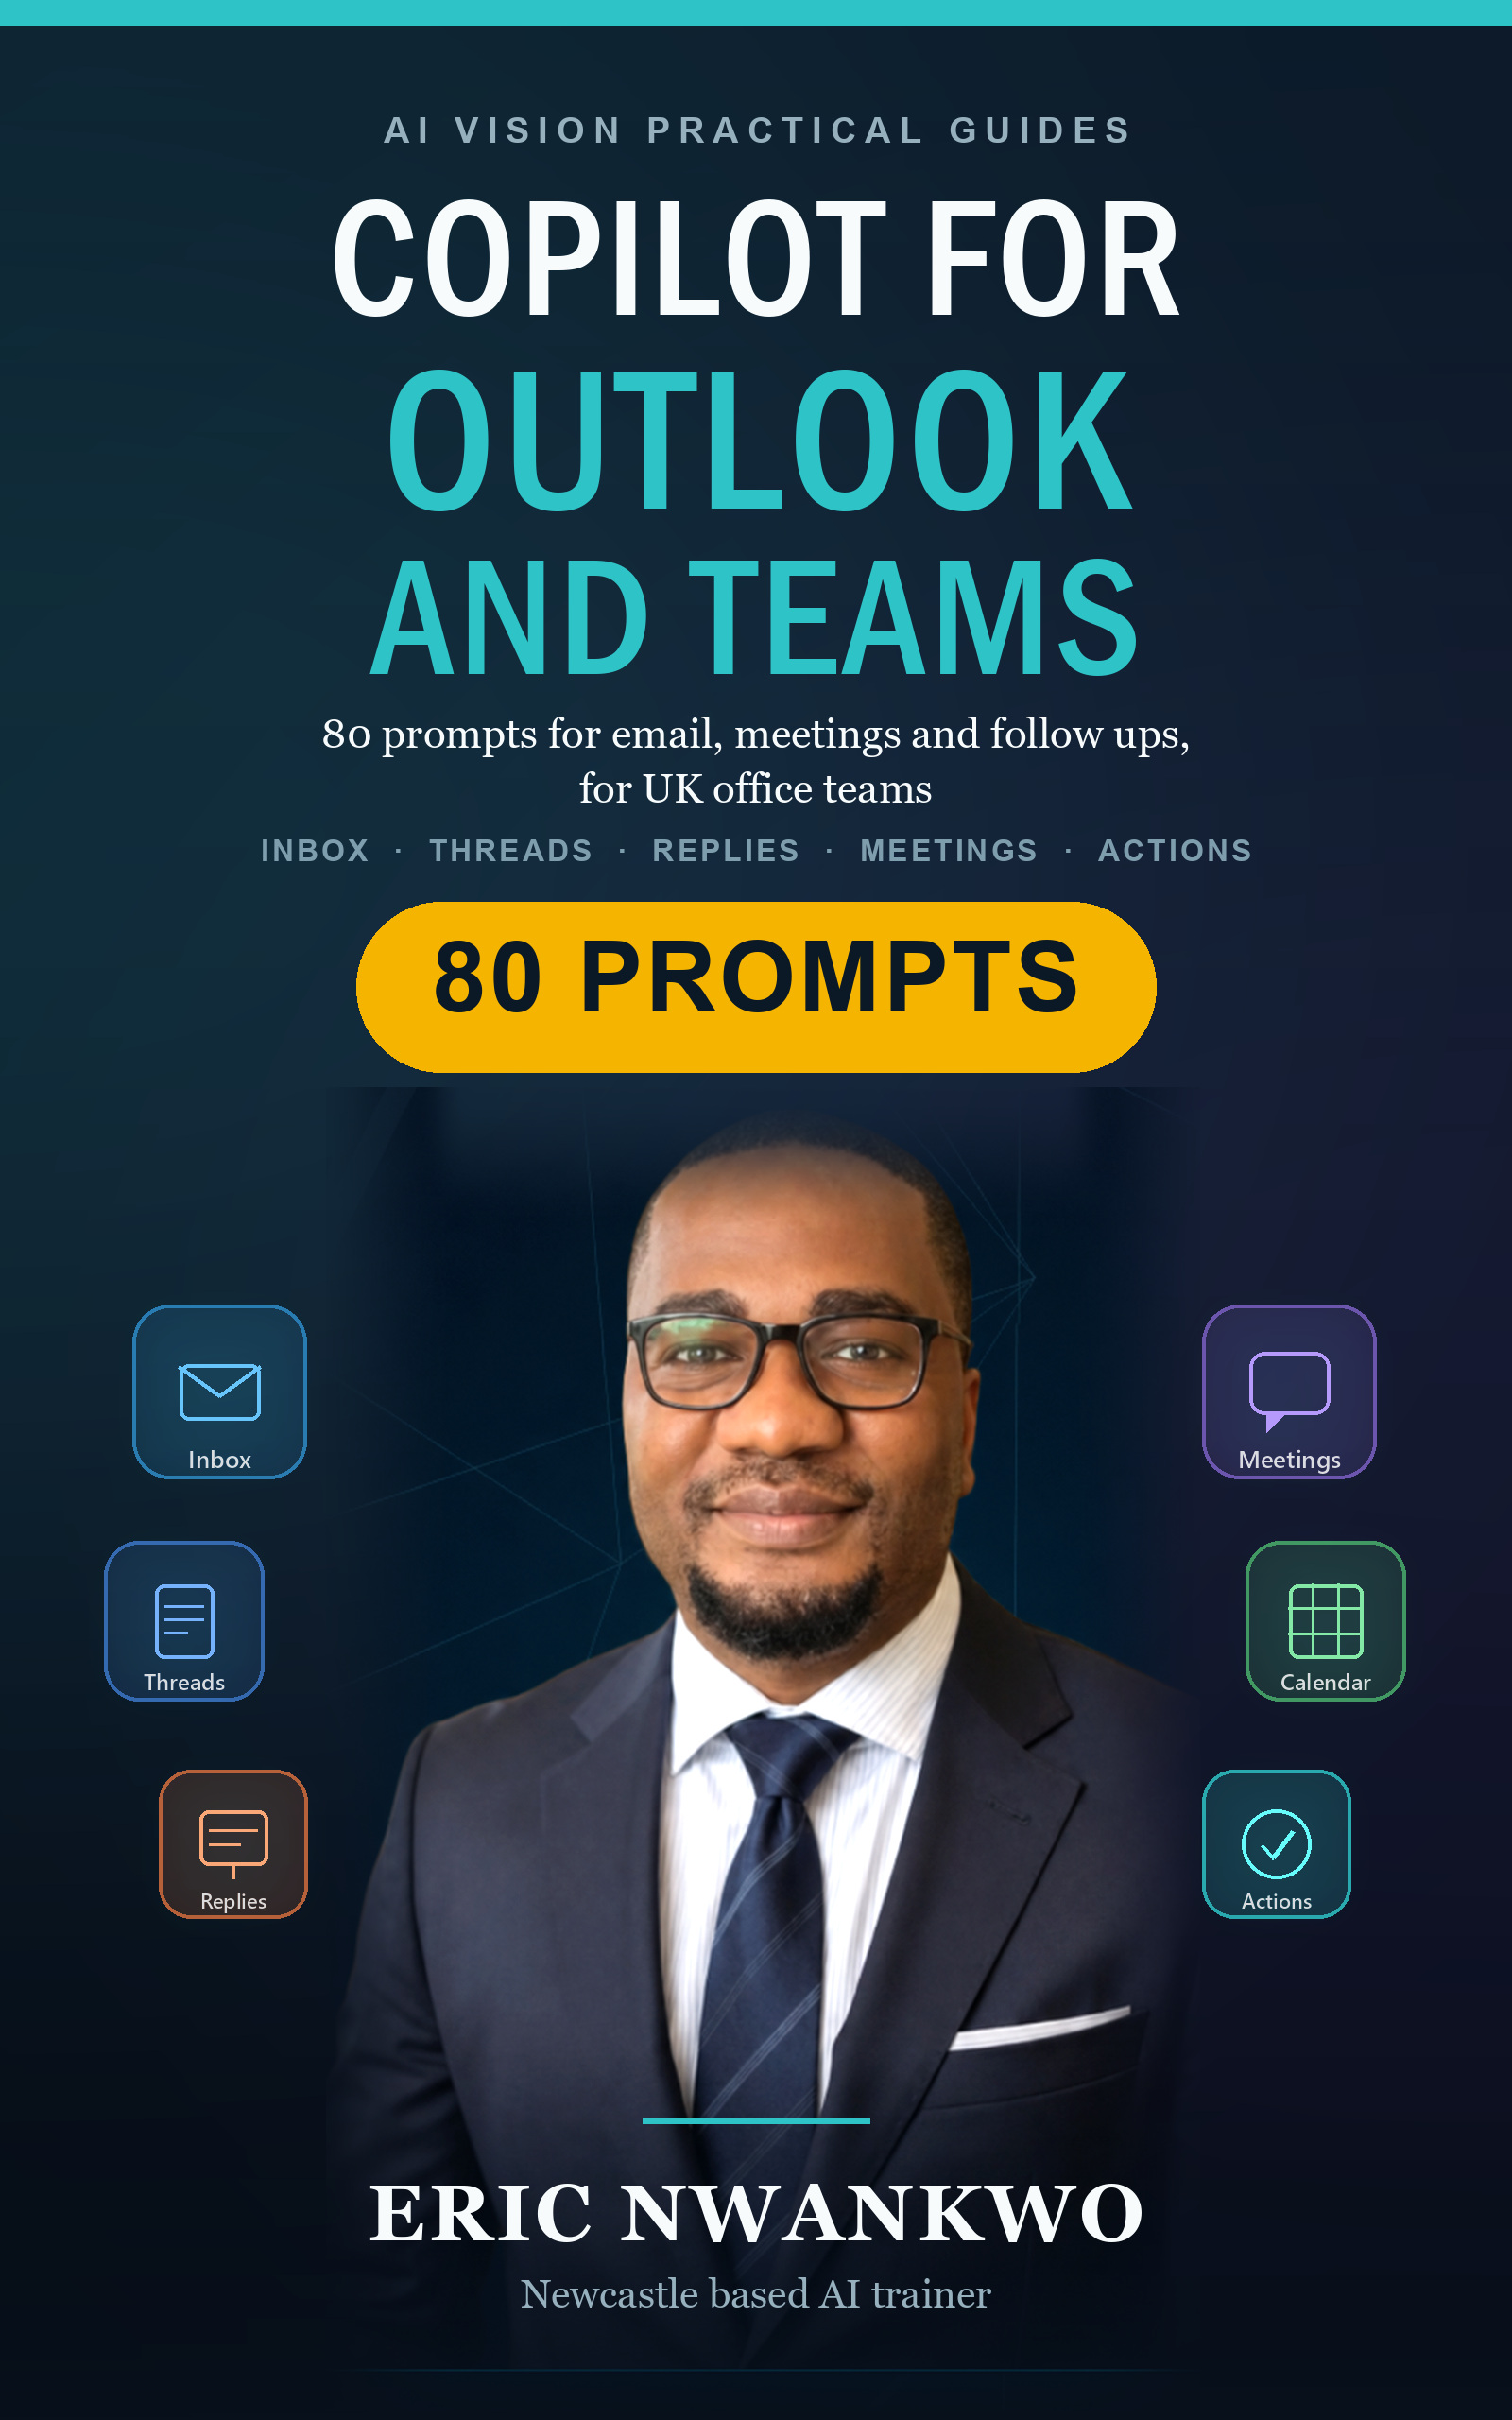 AI VISION PRACTICAL GUIDES
COPILOT FOR
OUTLOOK
AND TEAMS
80 prompts for email, meetings and follow ups,
for UK office teams
INBOX · THREADS · REPLIES · MEETINGS · ACTIONS
80 PROMPTS
Inbox
Meetings
Threads
Calendar
Replies
Actions
ERIC NWANKWO
Newcastle based AI trainer